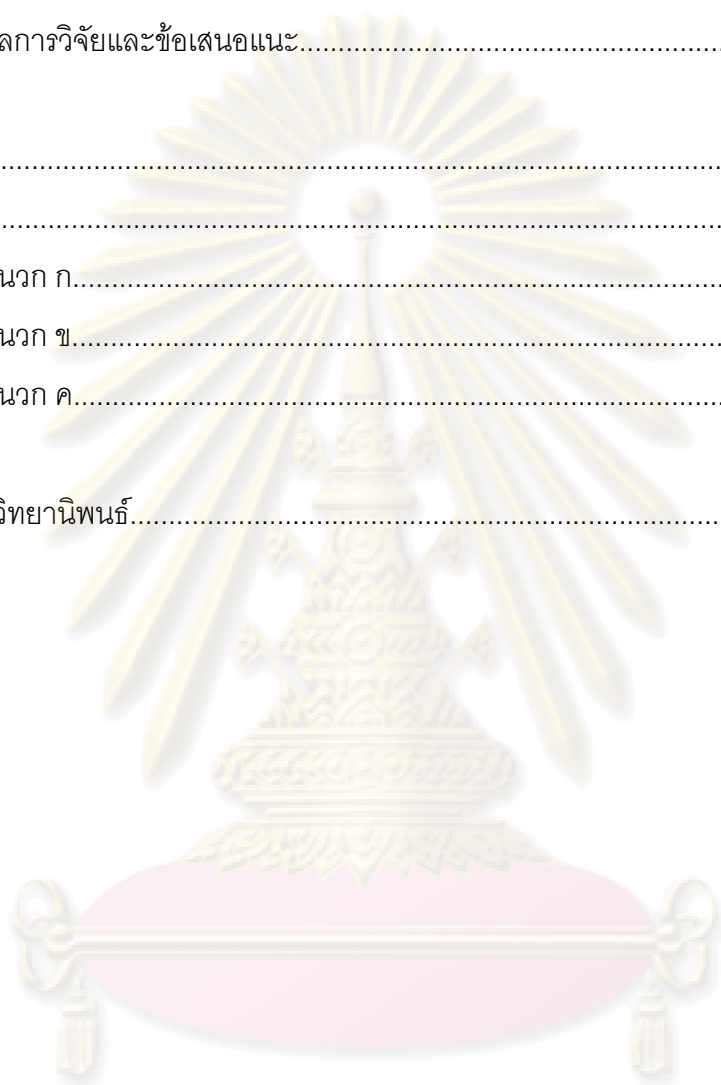 ลการวิจัยและข้อเสนอแนะ........................................................
..........................................................................................
..........................................................................................
นวก ก...................................................................................
นวก ข...................................................................................
นวก ค...................................................................................
วิทยานิพนธ์...........................................................................